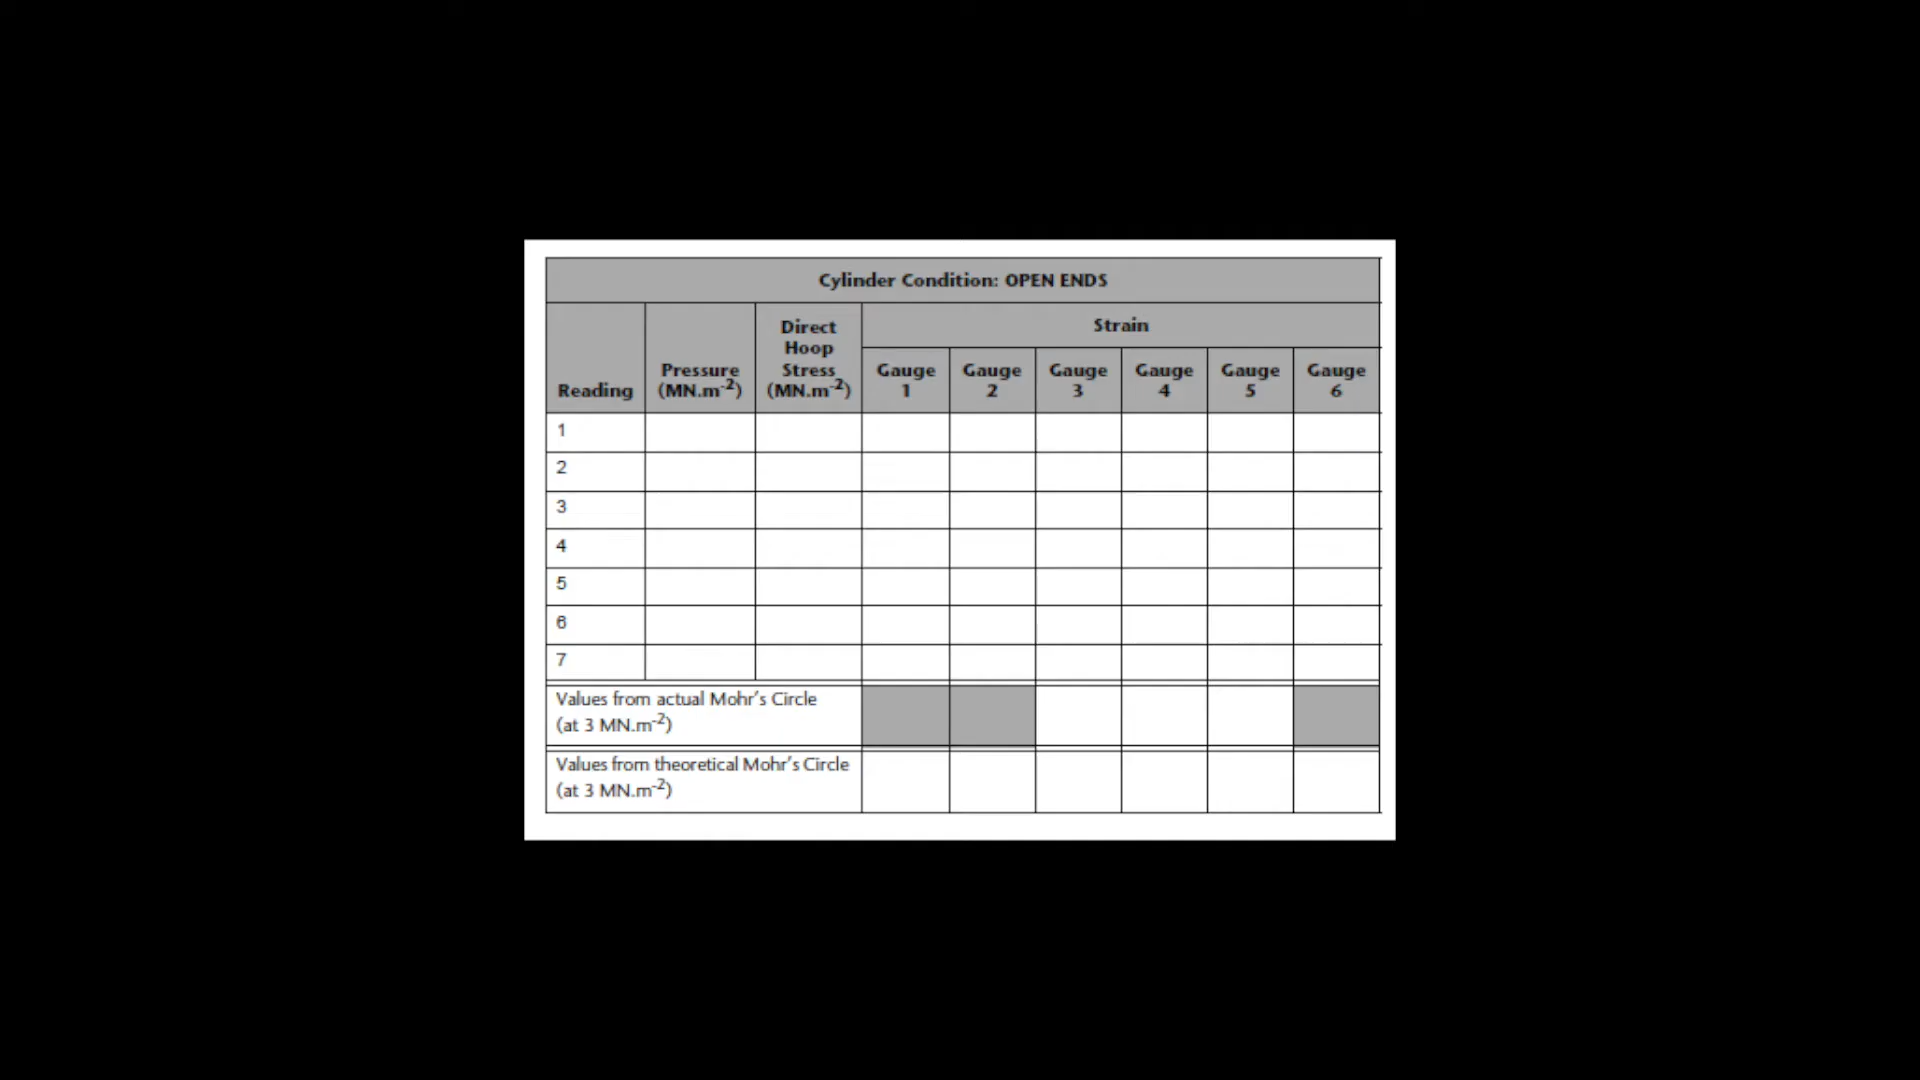 Cylinder Condition: OPEN ENDS
Reading
Pressure
(MN.m-2)
Direct
Hoop
Stress
(MN.m-2)
Strain
Gauge
1
Gauge
2
Gauge
3
Gauge
4
Gauge
5
Gauge
6
1
2
3
4
5
6
7
Values from actual Mohr's Circle
(at 3 MN.m-2)
Values from theoretical Mohr's Circle
(at 3 MN.m-2)